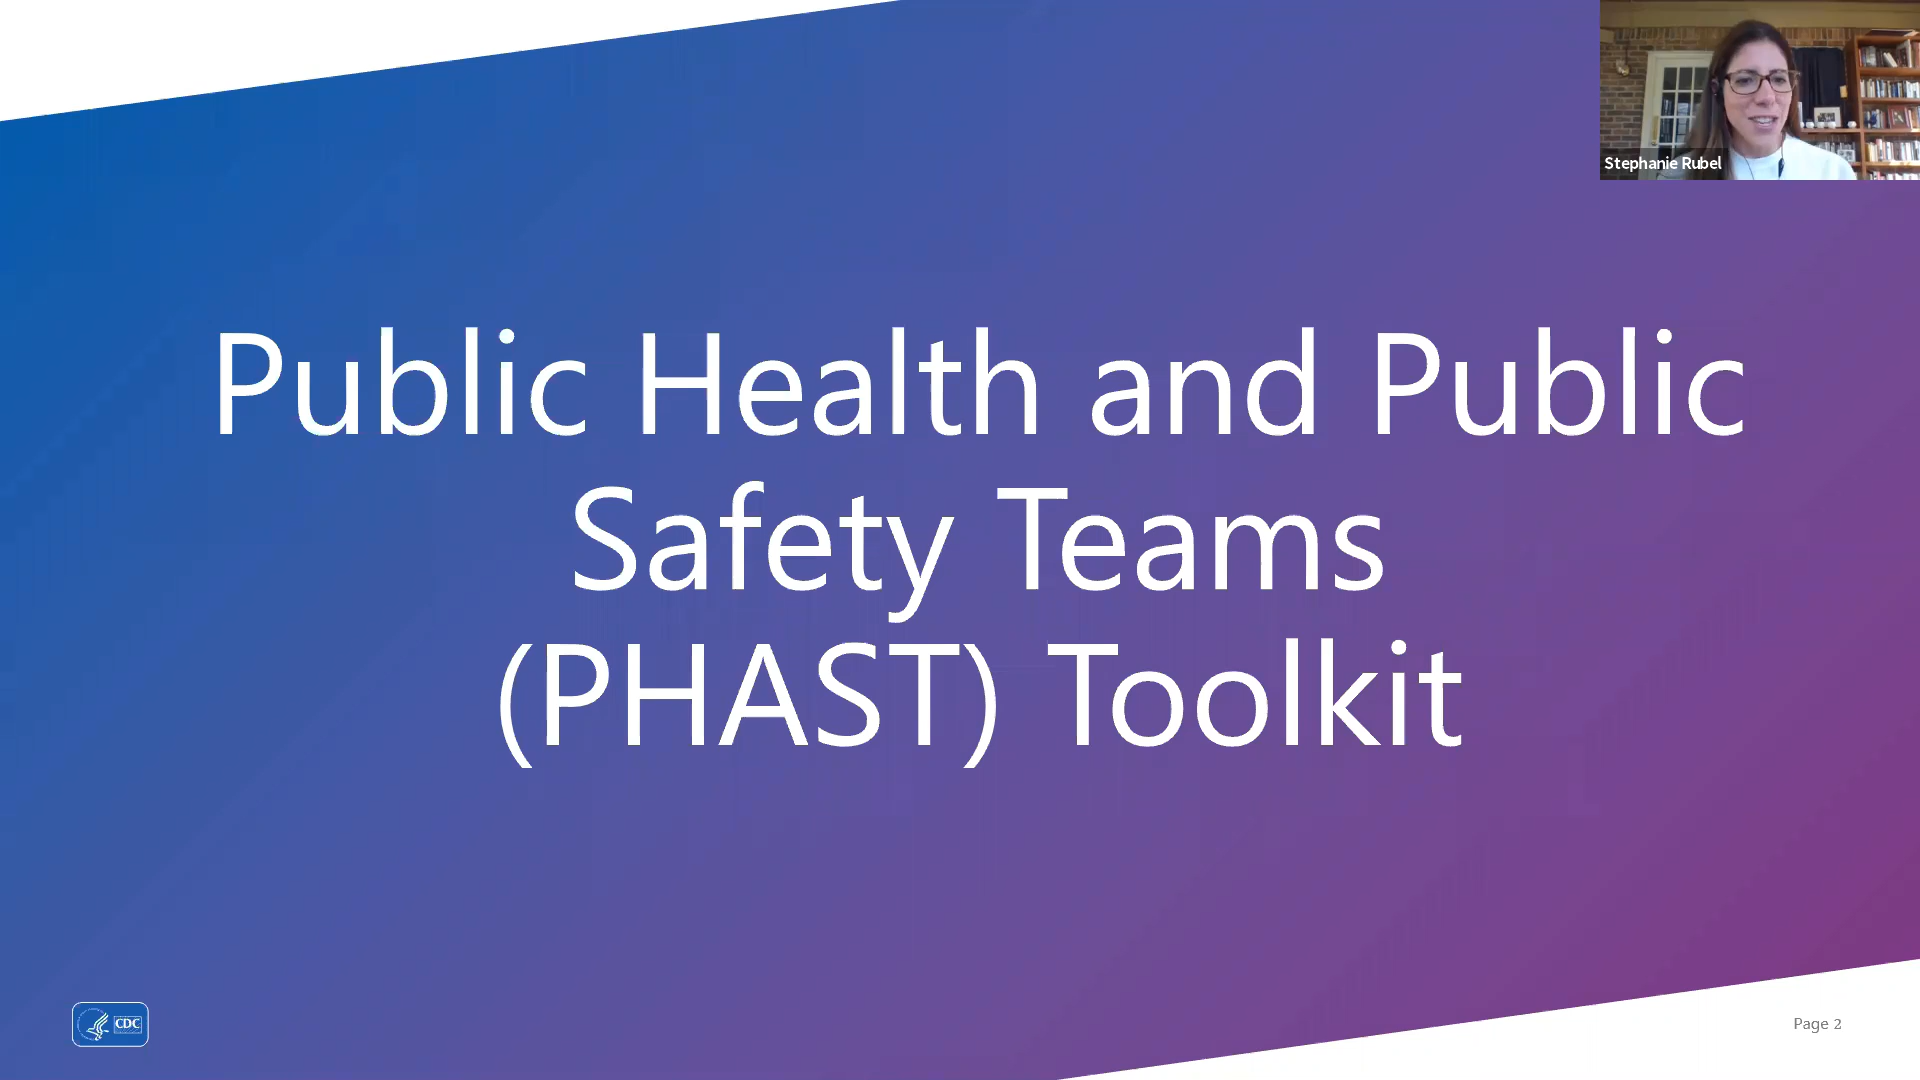 Stephanie Rubel
Public Health and Public
Safety Teams
(PHAST) Toolkit
CDC
Page 2